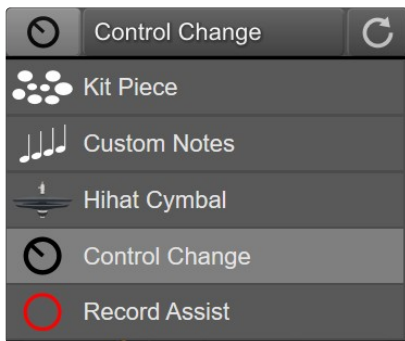 Control Change
Kit Piece
Custom Notes
Hihat Cymbal
Control Change
Record Assist